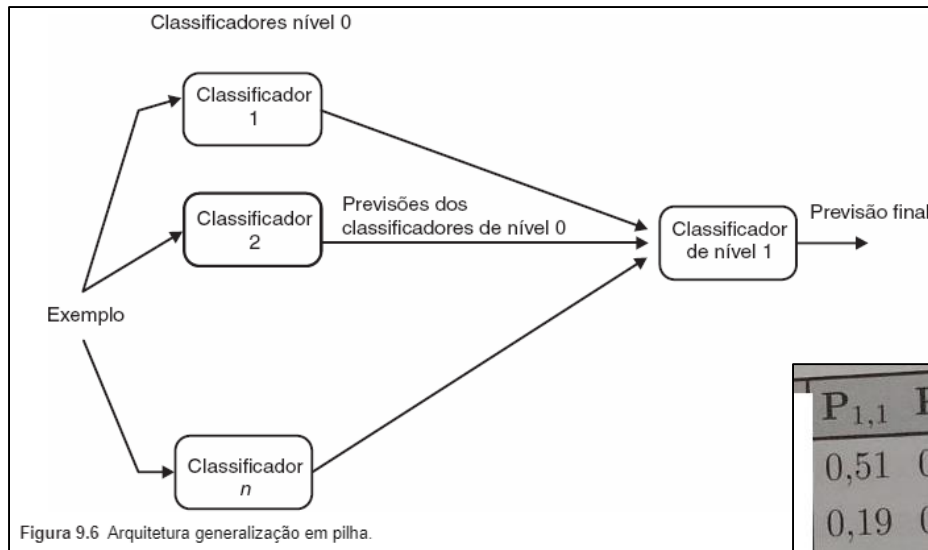 Classificadores nível 0
Classificador
1
Classificador
2
Previsões dos
classificadores de nível 0
Classificador
de nível 1
Previsão final
Exemplo
Classificador
n
Figura 9.6 Arquitetura generalização em pilha.
P1,1
0,51
0,19